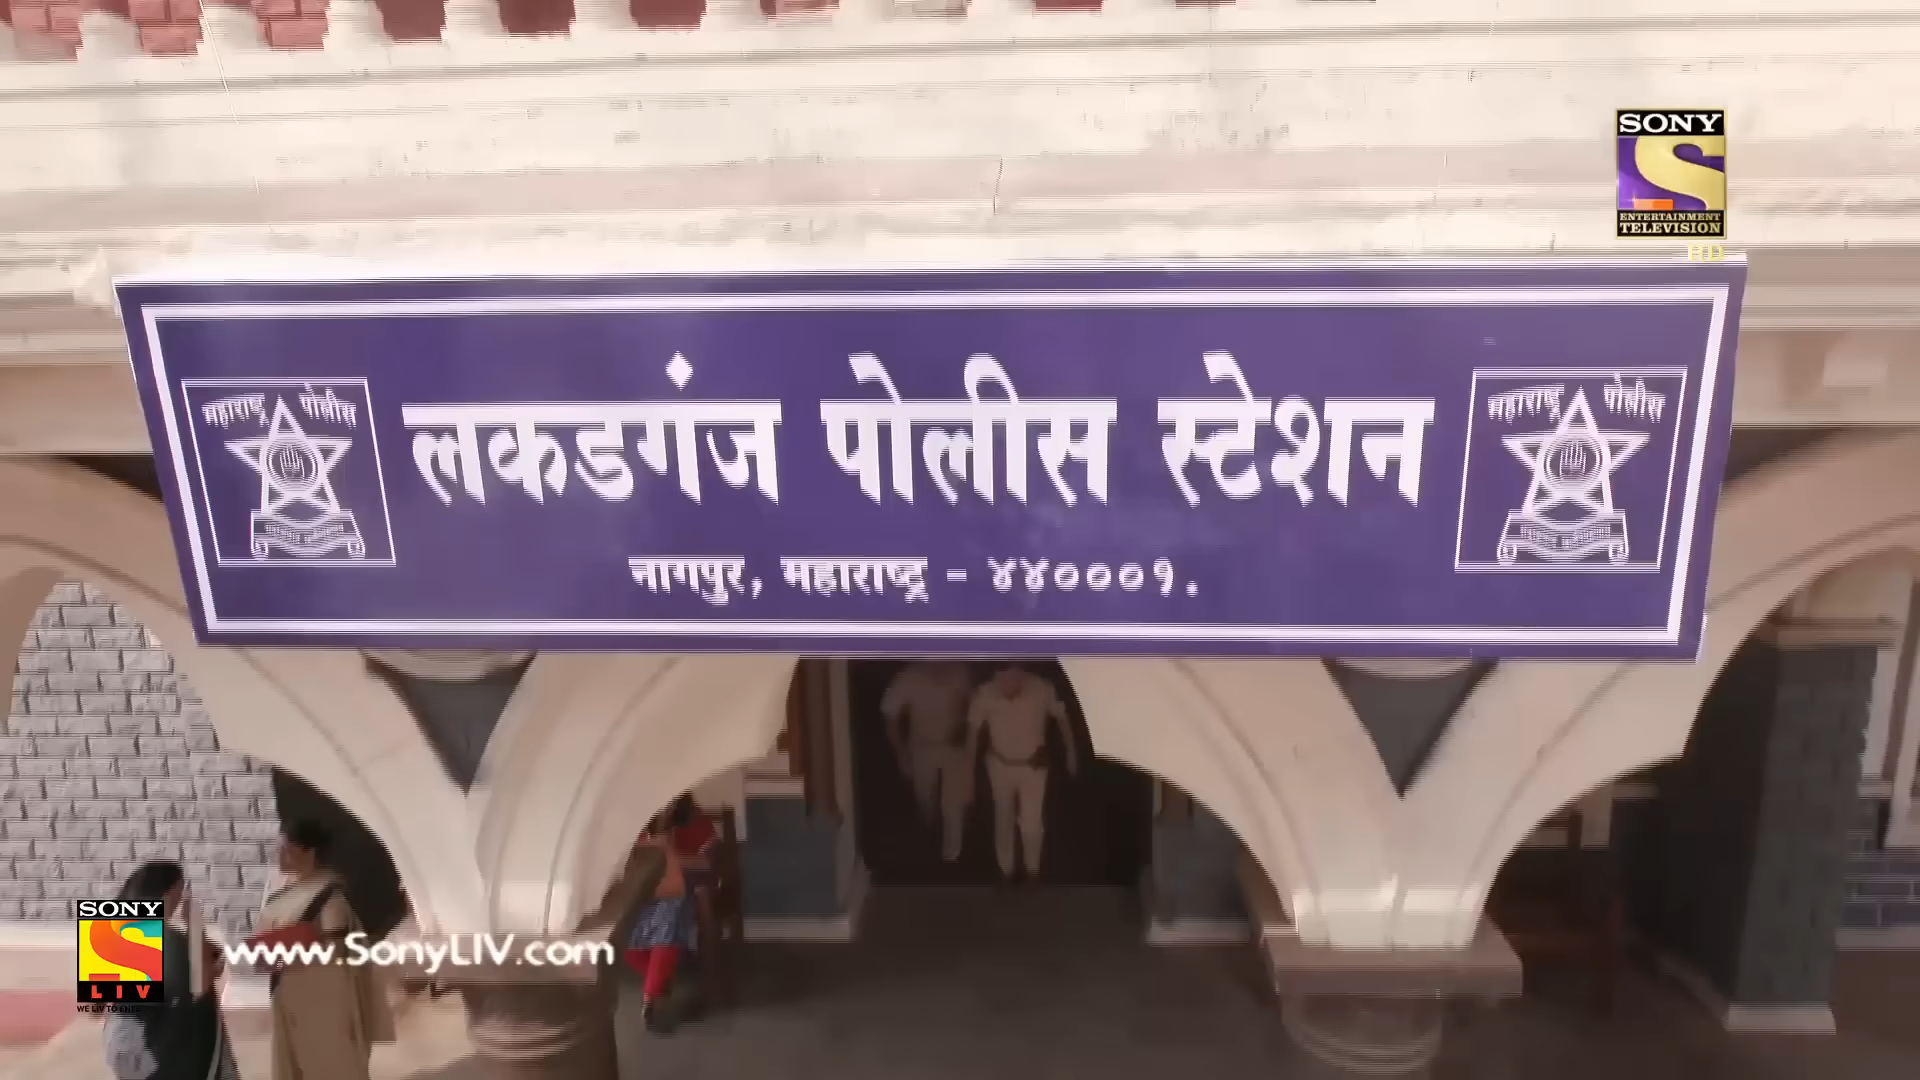 SONY
ENTERTAINMENT
TELEVISION
HD
लकडगंज पोलीस स्टेशन
महाराष्ट्र पोलीस
महाराष्ट्र पोलीस
नागपुर, महाराष्ट्र - ४४०००१.
SONY
LIV
www.SonyLIV.com